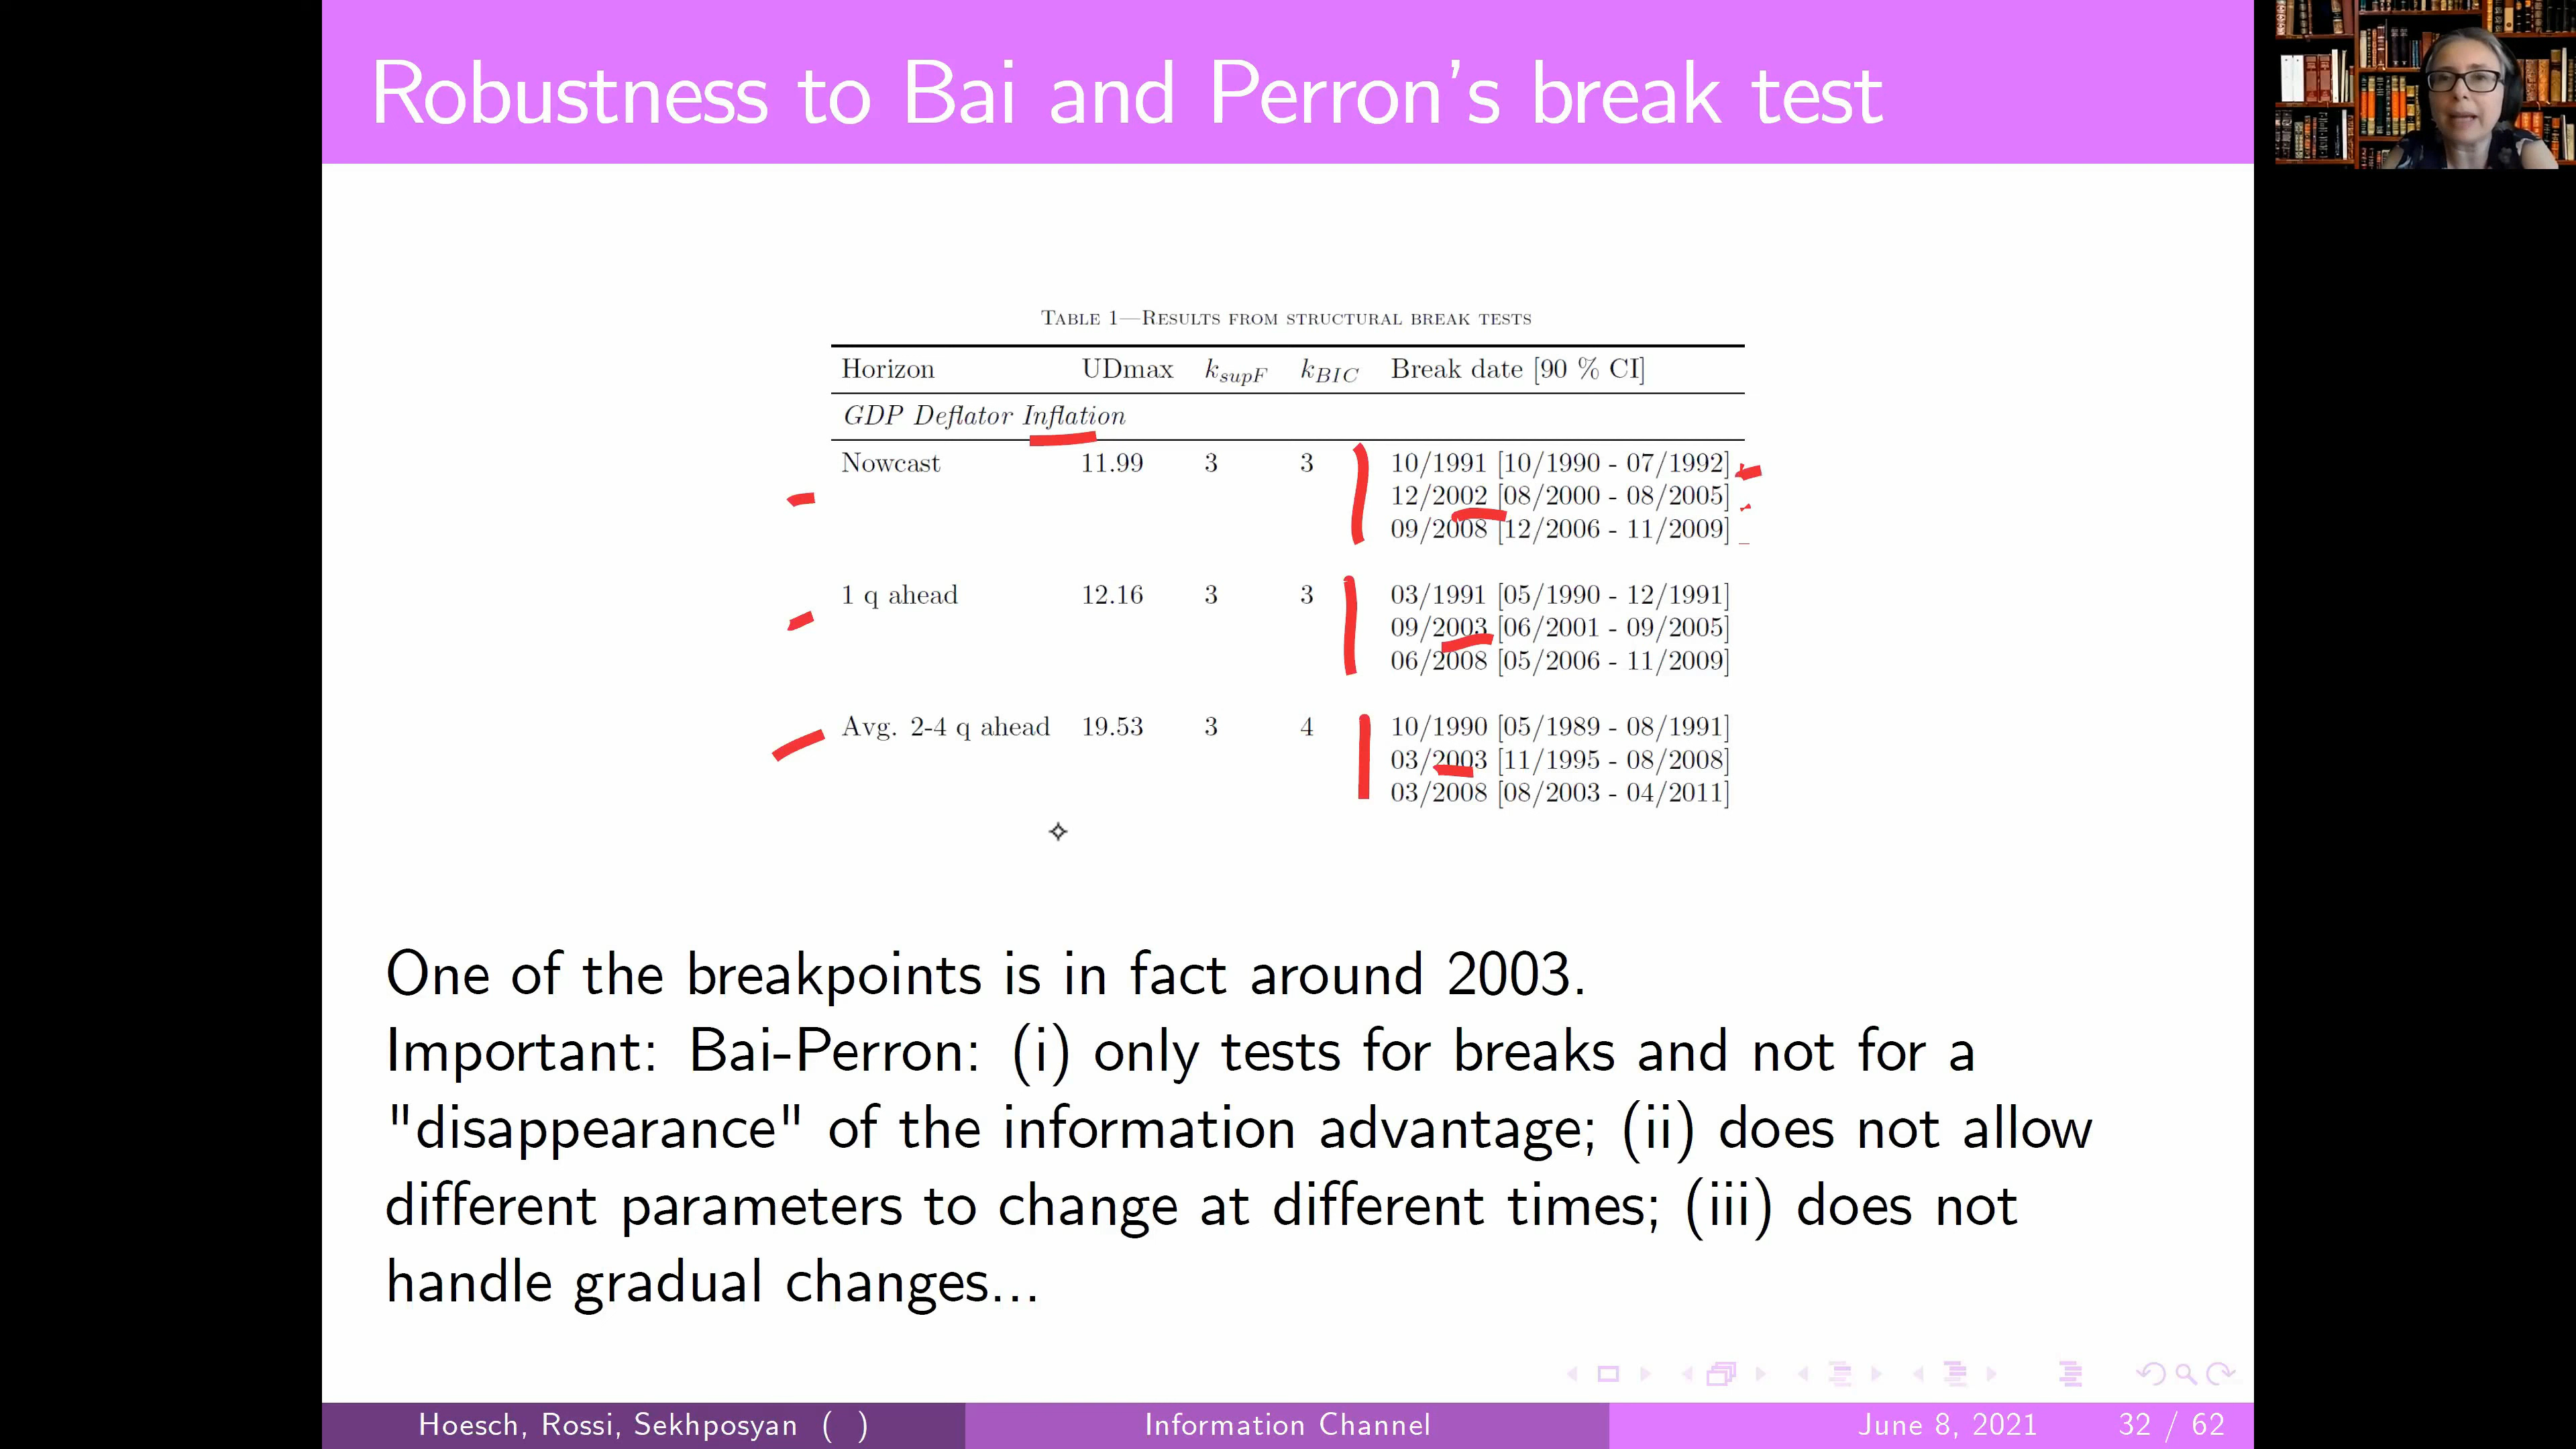 Robustness to Bai and Perron's break test
Table 1—Results from structural break tests
Horizon UDmax k_supF k_BIC Break date [90 % CI]
GDP Deflator Inflation
Nowcast 11.99 3 3 10/1991 [10/1990 - 07/1992]
12/2002 [08/2000 - 08/2005]
09/2008 [12/2006 - 11/2009]
1 q ahead 12.16 3 3 03/1991 [05/1990 - 12/1991]
09/2003 [06/2001 - 09/2005]
06/2008 [05/2006 - 11/2009]
Avg. 2-4 q ahead 19.53 3 4 10/1990 [05/1989 - 08/1991]
03/2003 [11/1995 - 08/2008]
03/2008 [08/2003 - 04/2011]
One of the breakpoints is in fact around 2003.
Important: Bai-Perron: (i) only tests for breaks and not for a
"disappearance" of the information advantage; (ii) does not allow
different parameters to change at different times; (iii) does not
handle gradual changes...
Hoesch, Rossi, Sekhposyan ( ) Information Channel June 8, 2021 32 / 62